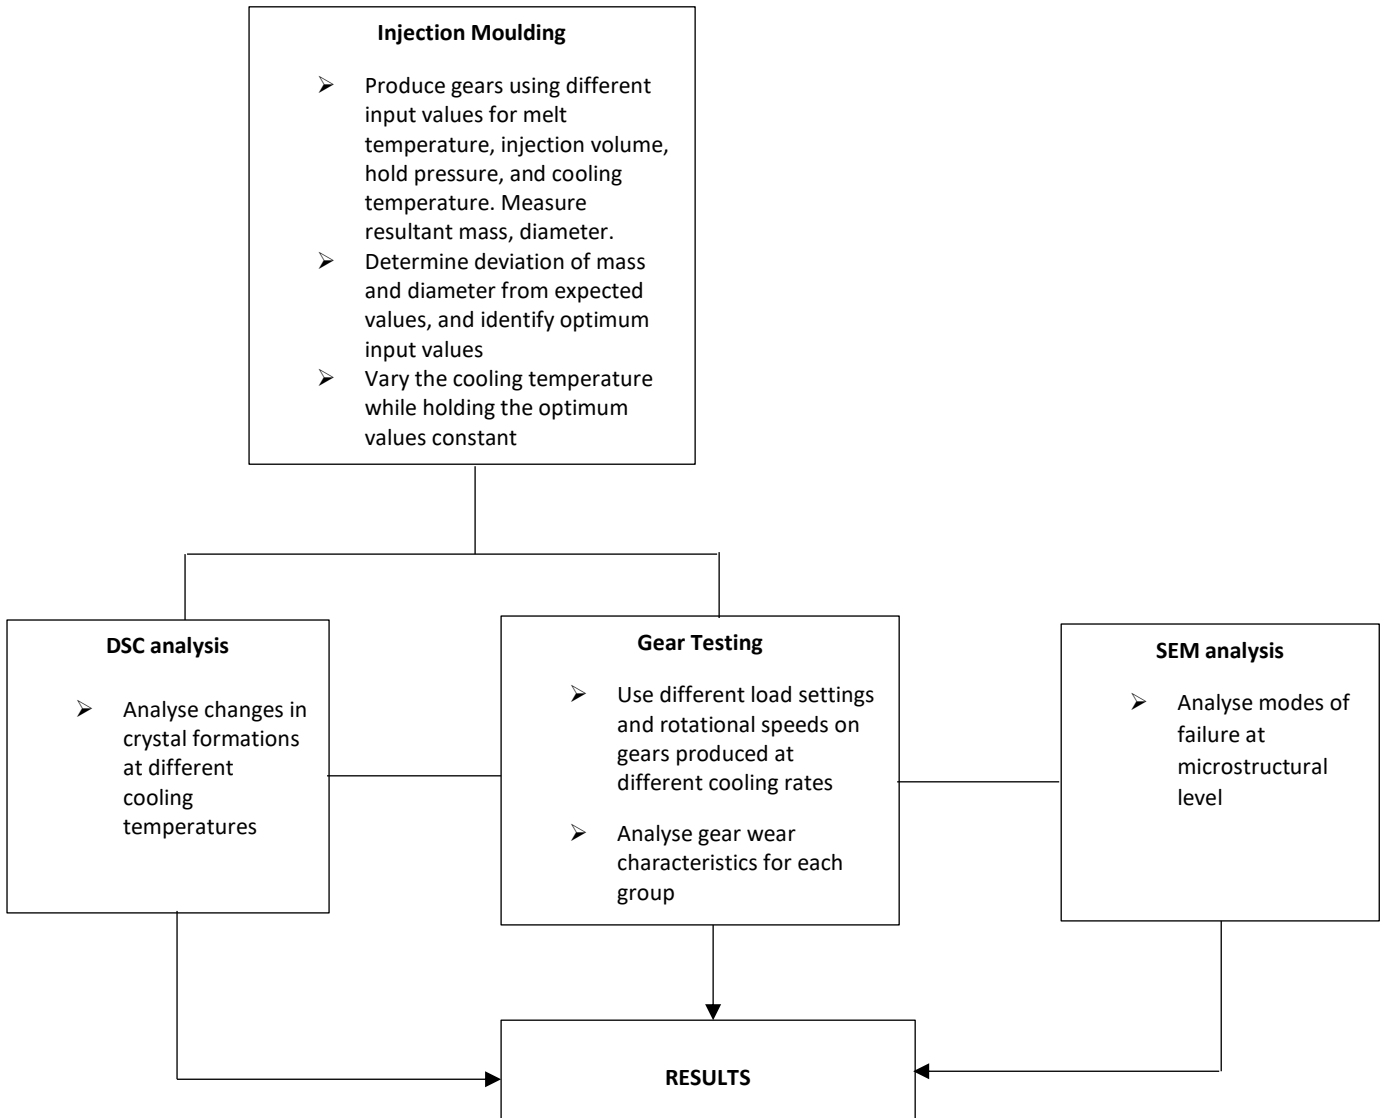 Injection Moulding
➢ Produce gears using different
input values for melt
temperature, injection volume,
hold pressure, and cooling
temperature. Measure
resultant mass, diameter.
➢ Determine deviation of mass
and diameter from expected
values, and identify optimum
input values
➢ Vary the cooling temperature
while holding the optimum
values constant
DSC analysis
➢ Analyse changes in
crystal formations
at different
cooling
temperatures
Gear Testing
➢ Use different load settings
and rotational speeds on
gears produced at
different cooling rates
➢ Analyse gear wear
characteristics for each
group
SEM analysis
➢ Analyse modes of
failure at
microstructural
level
RESULTS